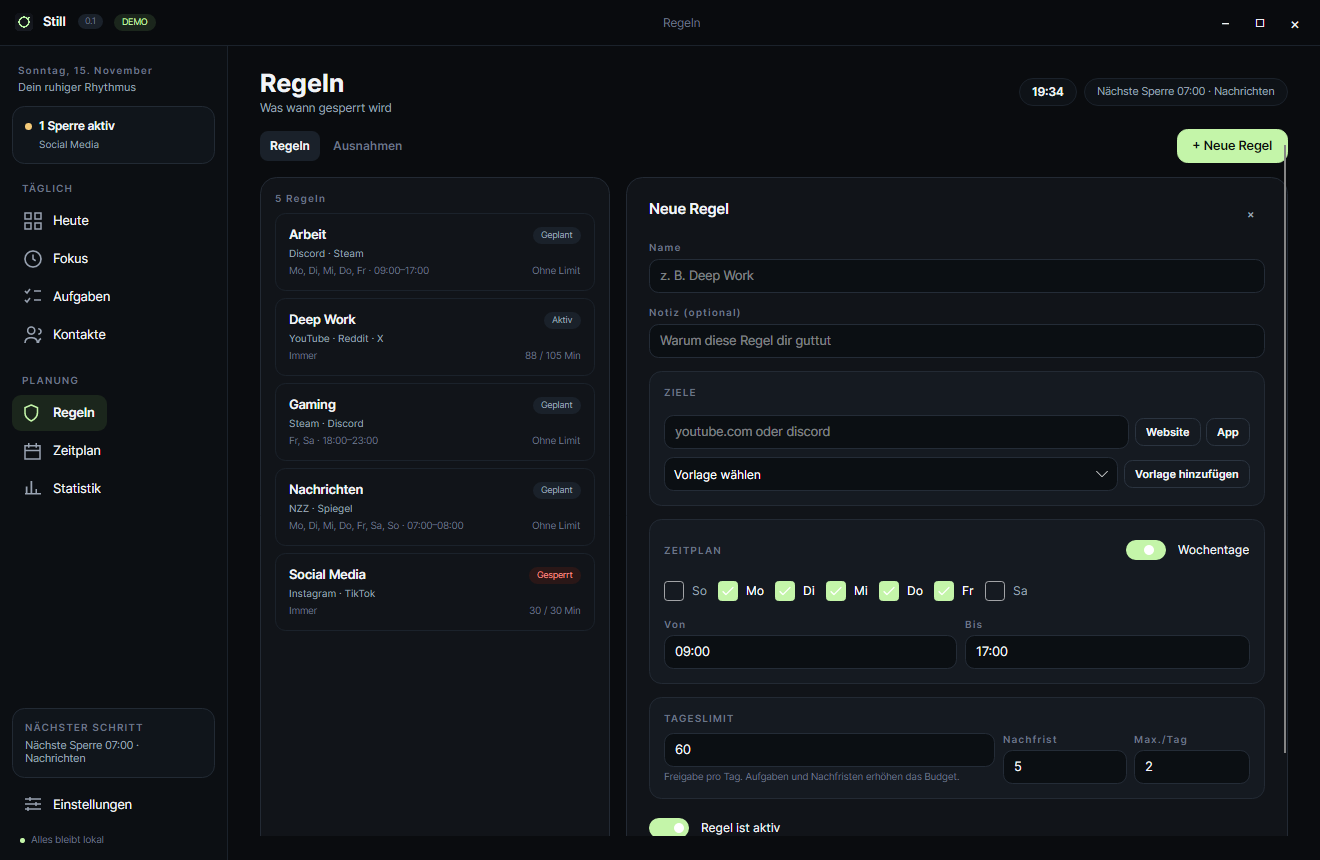 Still 0.1 DEMO
Regeln
Sonntag, 15. November
Dein ruhiger Rhythmus
1 Sperre aktiv
Social Media
TÄGLICH
Heute
Fokus
Aufgaben
Kontakte
PLANUNG
Regeln
Zeitplan
Statistik
NÄCHSTER SCHRITT
Nächste Sperre 07:00 ·
Nachrichten
Einstellungen
Alles bleibt lokal
Regeln
Was wann gesperrt wird
19:34
Nächste Sperre 07:00 · Nachrichten
Regeln Ausnahmen
+ Neue Regel
5 Regeln
Arbeit Geplant
Discord · Steam
Mo, Di, Mi, Do, Fr · 09:00–17:00 Ohne Limit
Deep Work Aktiv
YouTube · Reddit · X
Immer 88 / 105 Min
Gaming Geplant
Steam · Discord
Fr, Sa · 18:00–23:00 Ohne Limit
Nachrichten Geplant
NZZ · Spiegel
Mo, Di, Mi, Do, Fr, Sa, So · 07:00–08:00 Ohne Limit
Social Media Gesperrt
Instagram · TikTok
Immer 30 / 30 Min
Neue Regel
Name
z. B. Deep Work
Notiz (optional)
Warum diese Regel dir guttut
ZIELE
youtube.com oder discord Website App
Vorlage wählen Vorlage hinzufügen
ZEITPLAN Wochentage
So Mo Di Mi Do Fr Sa
Von Bis
09:00 17:00
TAGESLIMIT
Nachfrist Max./Tag
60 5 2
Freigabe pro Tag. Aufgaben und Nachfristen erhöhen das Budget.
Regel ist aktiv